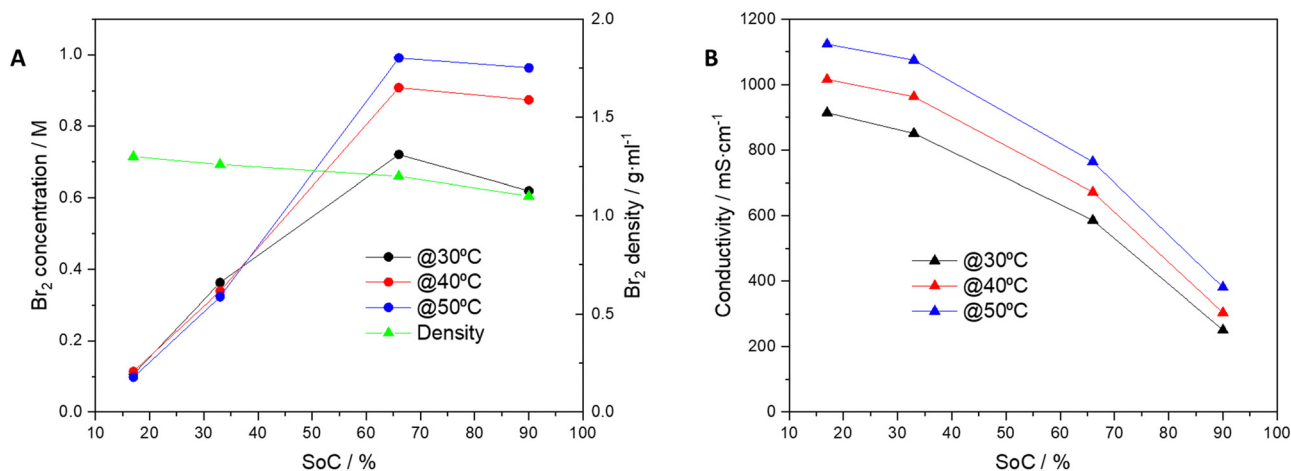 A
Br₂ concentration / M
1.0
0.8
0.6
0.4
0.2
0.0
10 20 30 40 50 60 70 80 90 100
SoC / %
2.0
1.5
1.0
0.5
0.0
Br₂ density / g·ml⁻¹
@30ºC
@40ºC
@50ºC
Density
B
Conductivity / mS·cm⁻¹
1200
1000
800
600
400
200
0
10 20 30 40 50 60 70 80 90 100
SoC / %
@30ºC
@40ºC
@50ºC